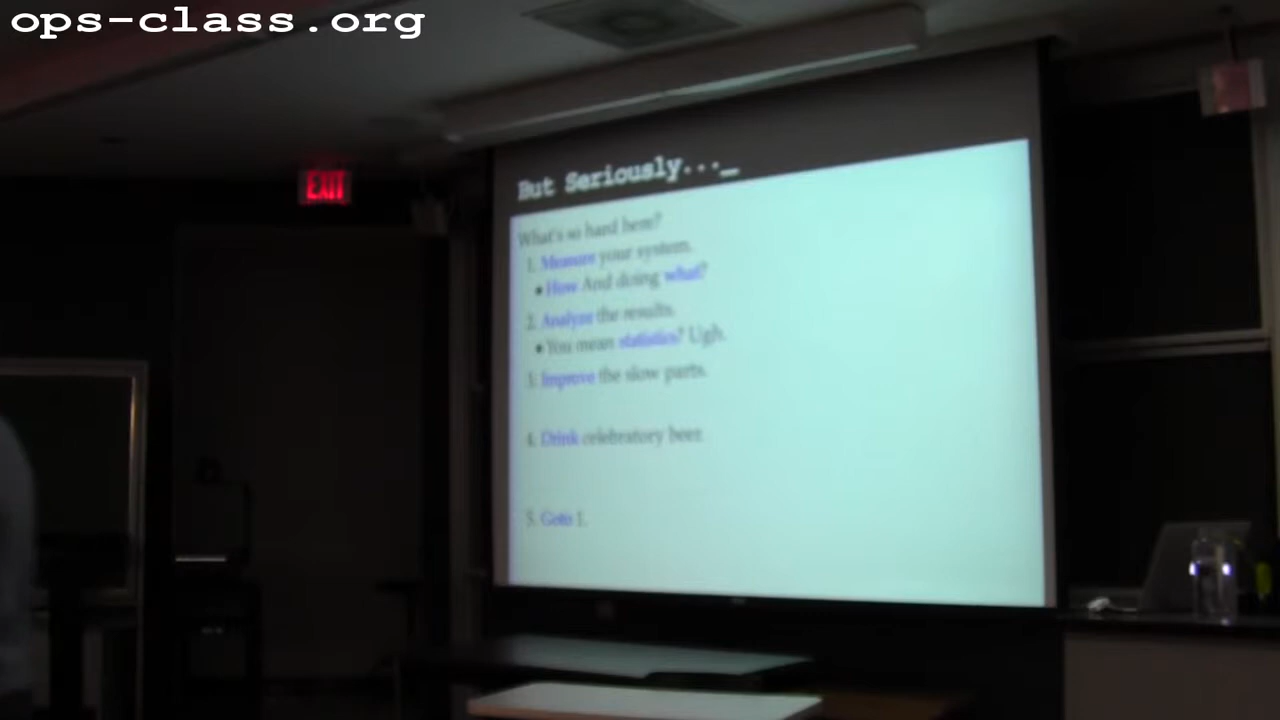 ops-class.org
EXIT
But Seriously..._
What's so hard here?
1. Measure your system.
• How And doing what?
2. Analyze the results.
• You mean statistics? Ugh.
3. Improve the slow parts.
4. Drink celebratory beer.
5. Goto 1.